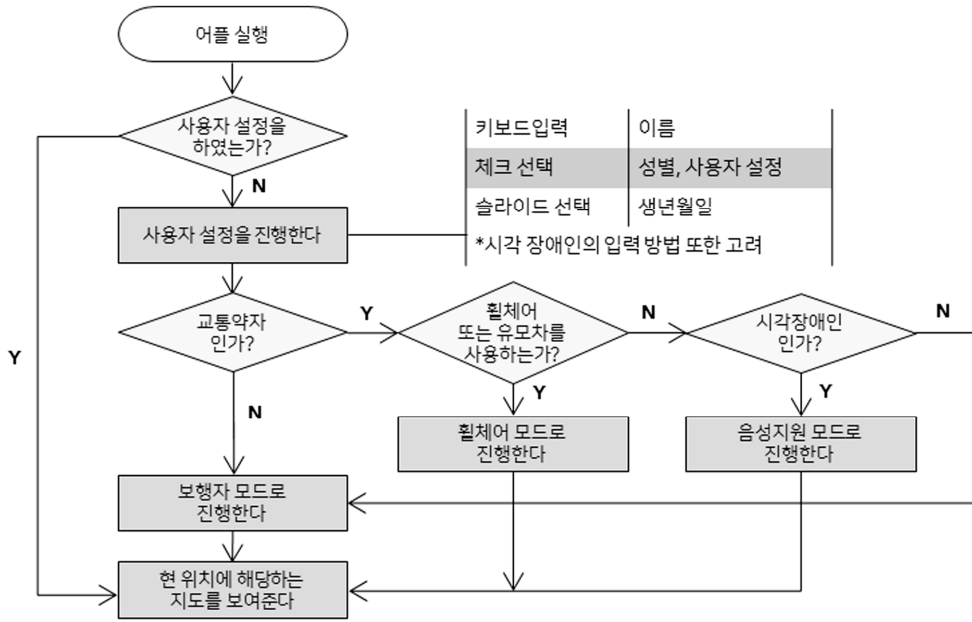 어플 실행
사용자 설정을
하였는가?
N
키보드입력 이름
체크 선택 성별, 사용자 설정
슬라이드 선택 생년월일
*시각 장애인의 입력 방법 또한 고려
사용자 설정을 진행한다
교통약자
인가?
Y
휠체어
또는 유모차를
사용하는가?
N
시각장애인
인가?
N
Y
N
Y
Y
휠체어 모드로
진행한다
음성지원 모드로
진행한다
보행자 모드로
진행한다
현 위치에 해당하는
지도를 보여준다